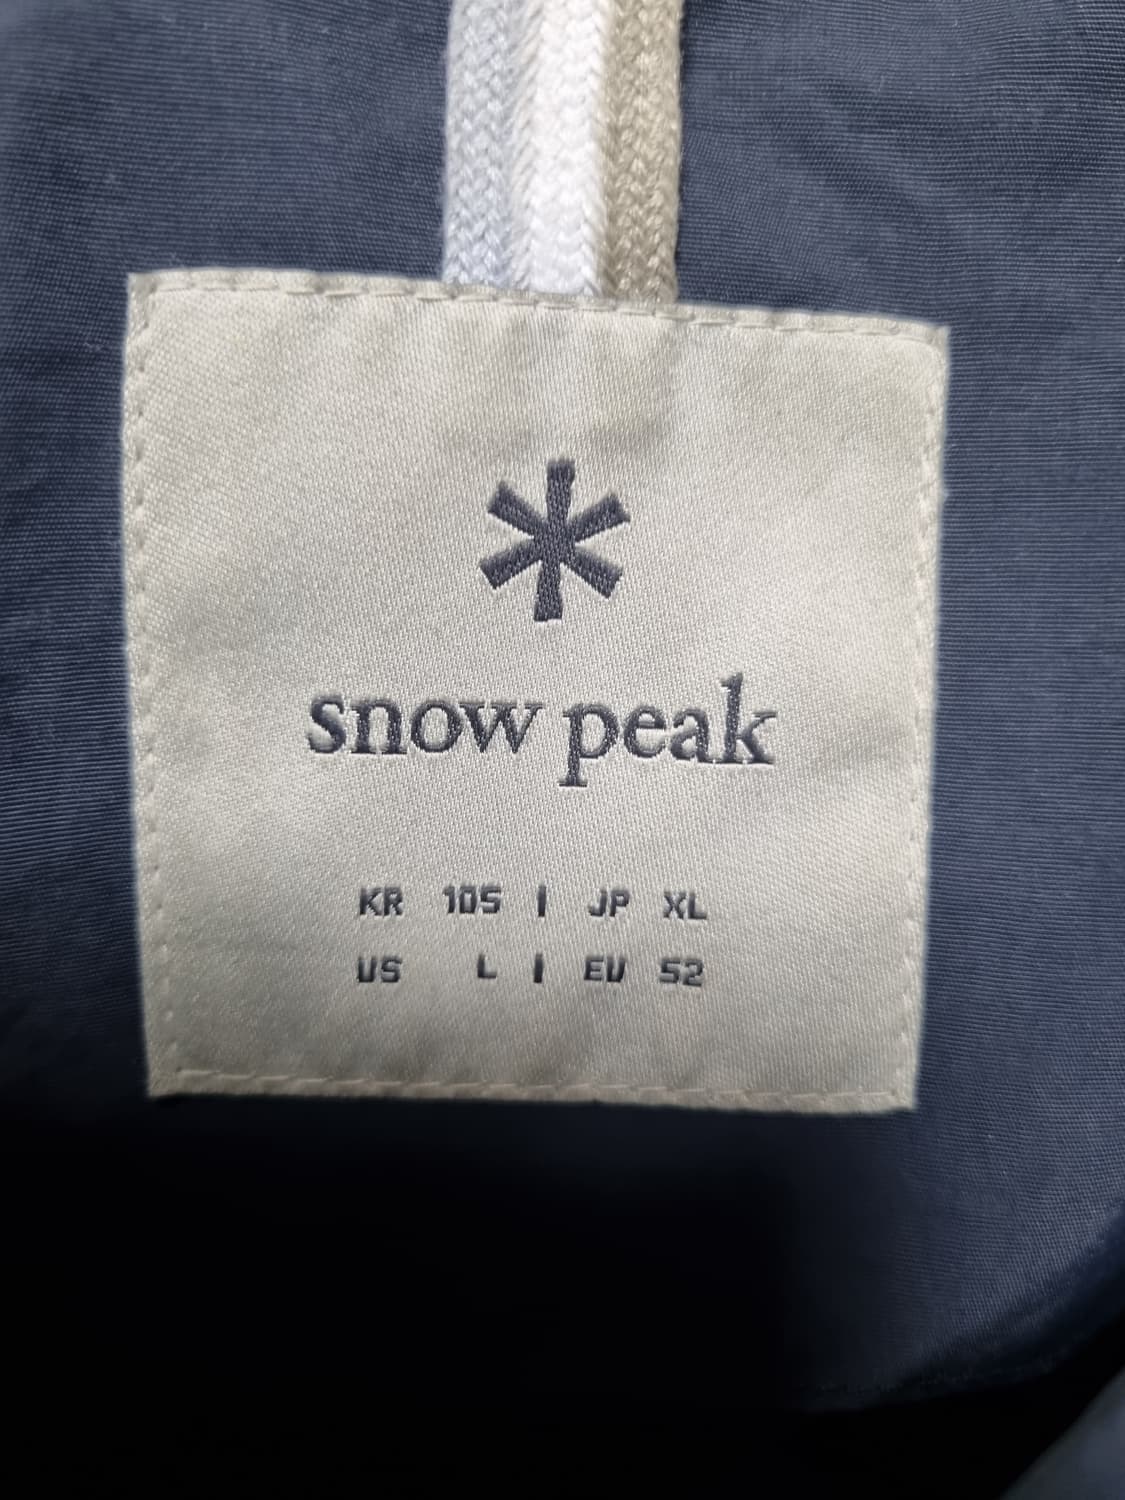 snow peak
KR 105 | JP XL
US L | EU 52